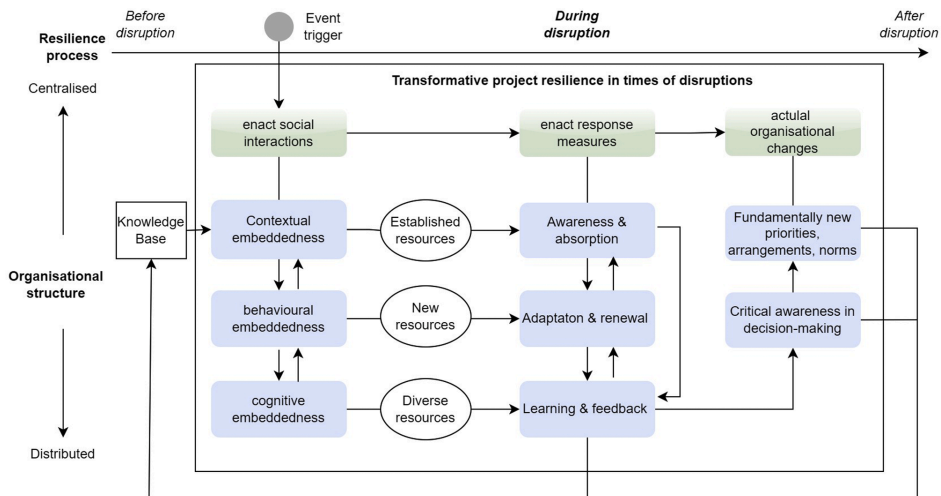 Before
disruption
Event
trigger
During
disruption
After
disruption
Resilience
process
Centralised
Transformative project resilience in times of disruptions
enact social
interactions
enact response
measures
actulal
organisational
changes
Knowledge
Base
Contextual
embeddedness
Established
resources
Awareness &
absorption
Fundamentally new
priorities,
arrangements, norms
Organisational
structure
behavioural
embeddedness
New
resources
Adaptaton & renewal
Critical awareness in
decision-making
cognitive
embeddedness
Diverse
resources
Learning & feedback
Distributed